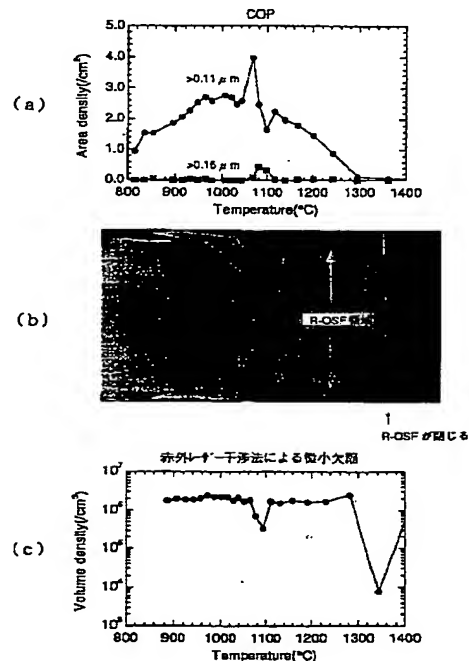 COP
(a)
Area density(/cm²)
5.0
4.0
3.0
2.0
1.0
0.0
>0.11 μm
>0.16 μm
800 900 1000 1100 1200 1300 1400
Temperature(°C)
(b)
R-OSF
R-OSF が閉じる
赤外レーザー干渉法による微小欠陥
(c)
Volume density(/cm³)
10⁷
10⁶
800 900 1000 1100 1200 1300 1400
Temperature(°C)